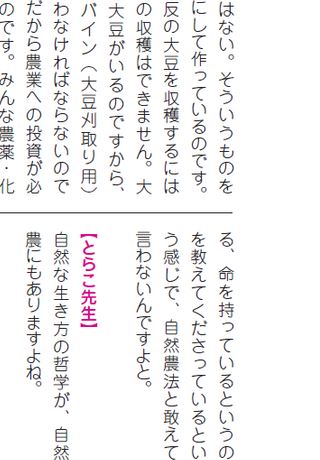 はない。そういうものを
にして作っているのです。
反の大豆を収穫するには
の収穫はできません。大
大豆がいるのですから、
パイン（大豆刈取り用）
わなければならないので
だから農業への投資が必
のです。みんな農薬・化
る、命を持っているというの
を教えてくださっているとい
う感じで、自然農法と敢えて
言わないんですよと。
【とらこ先生】
自然な生き方の哲学が、自然
農にもありますよね。